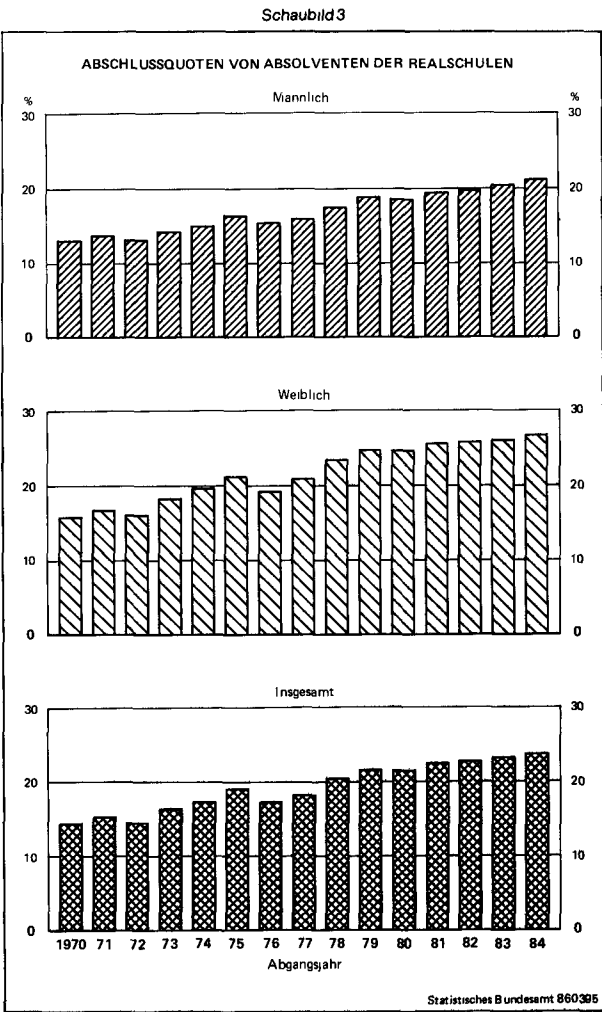 Schaubild 3
ABSCHLUSSQUOTEN VON ABSOLVENTEN DER REALSCHULEN
Mannlich
% %
30 30
20 20
10 10
0 0
Weiblich
30 30
20 20
10 10
0 0
Insgesamt
30 30
20 20
10 10
0 0
1970 71 72 73 74 75 76 77 78 79 80 81 82 83 84
Abgangsjahr
Statistisches Bundesamt 860395